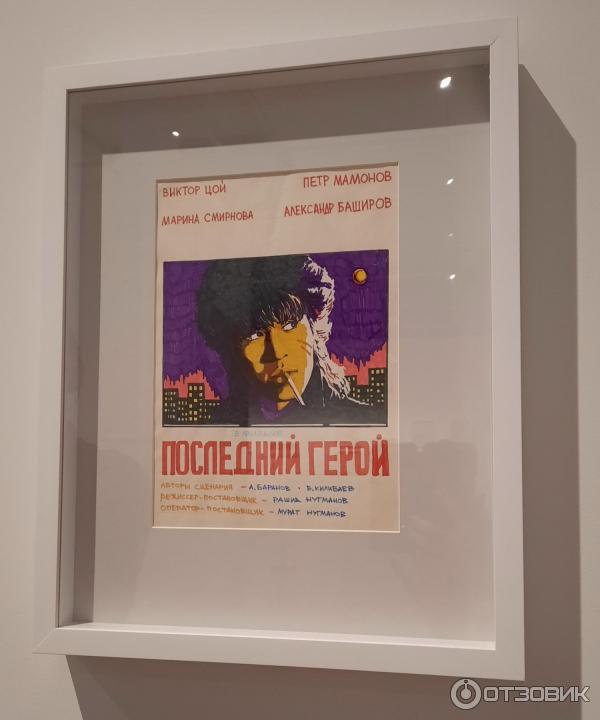 ВИКТОР ЦОЙ ПЕТР МАМОНОВ
МАРИНА СМИРНОВА АЛЕКСАНДР БАШИРОВ
В ФИЛЬМЕ
ПОСЛЕДНИЙ ГЕРОЙ
АВТОРЫ СЦЕНАРИЯ – А. БАРАНОВ • Б. КИЛИБАЕВ
РЕЖИССЕР-ПОСТАНОВЩИК – РАШИД НУГМАНОВ
ОПЕРАТОР-ПОСТАНОВЩИК – МУРАТ НУГМАНОВ
ОТЗОВИК